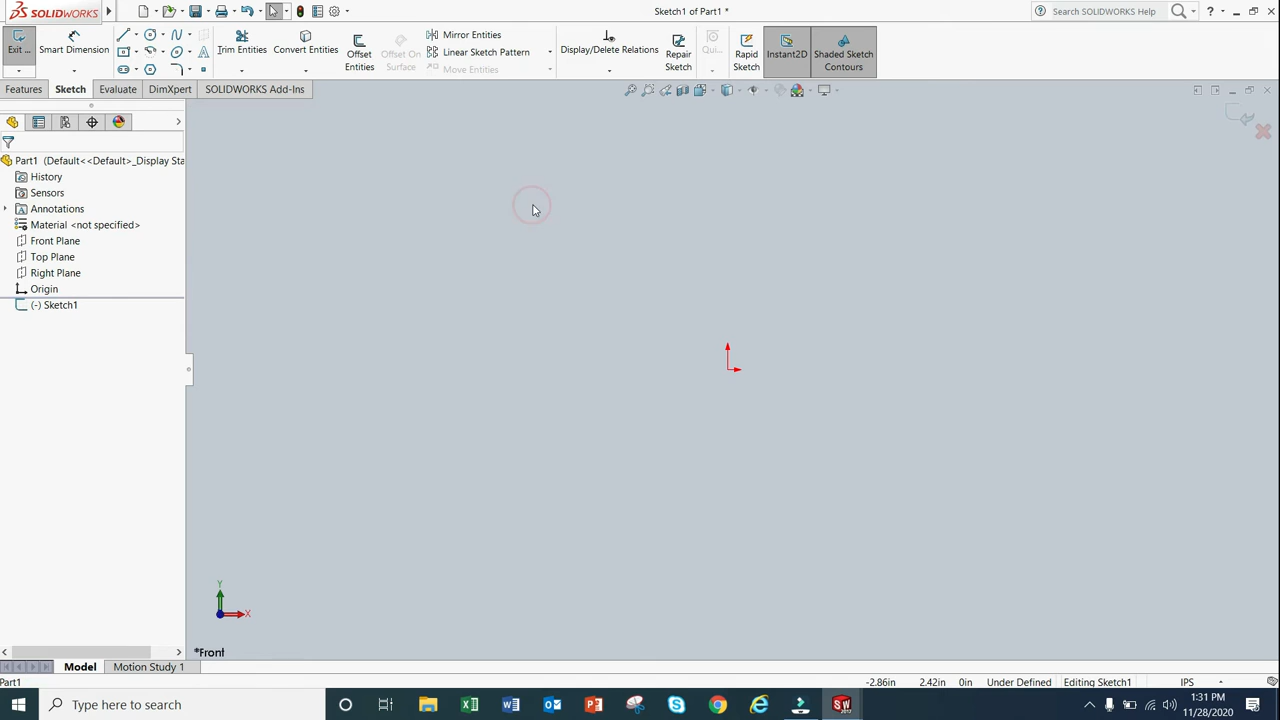 SOLIDWORKS
Sketch1 of Part1 *
Search SOLIDWORKS Help
Exit ...
Smart Dimension
Trim Entities
Convert Entities
Offset
Entities
Offset On
Surface
Mirror Entities
Linear Sketch Pattern
Move Entities
Display/Delete Relations
Repair
Sketch
Qui...
Rapid
Sketch
Instant2D
Shaded Sketch
Contours
Features
Sketch
Evaluate
DimXpert
SOLIDWORKS Add-Ins
Part1 (Default<<Default>_Display Sta
History
Sensors
Annotations
Material <not specified>
Front Plane
Top Plane
Right Plane
Origin
(-) Sketch1
Y
X
*Front
Model
Motion Study 1
Part1
-2.86in
2.42in
0in
Under Defined
Editing Sketch1
IPS
Type here to search
1:31 PM
11/28/2020